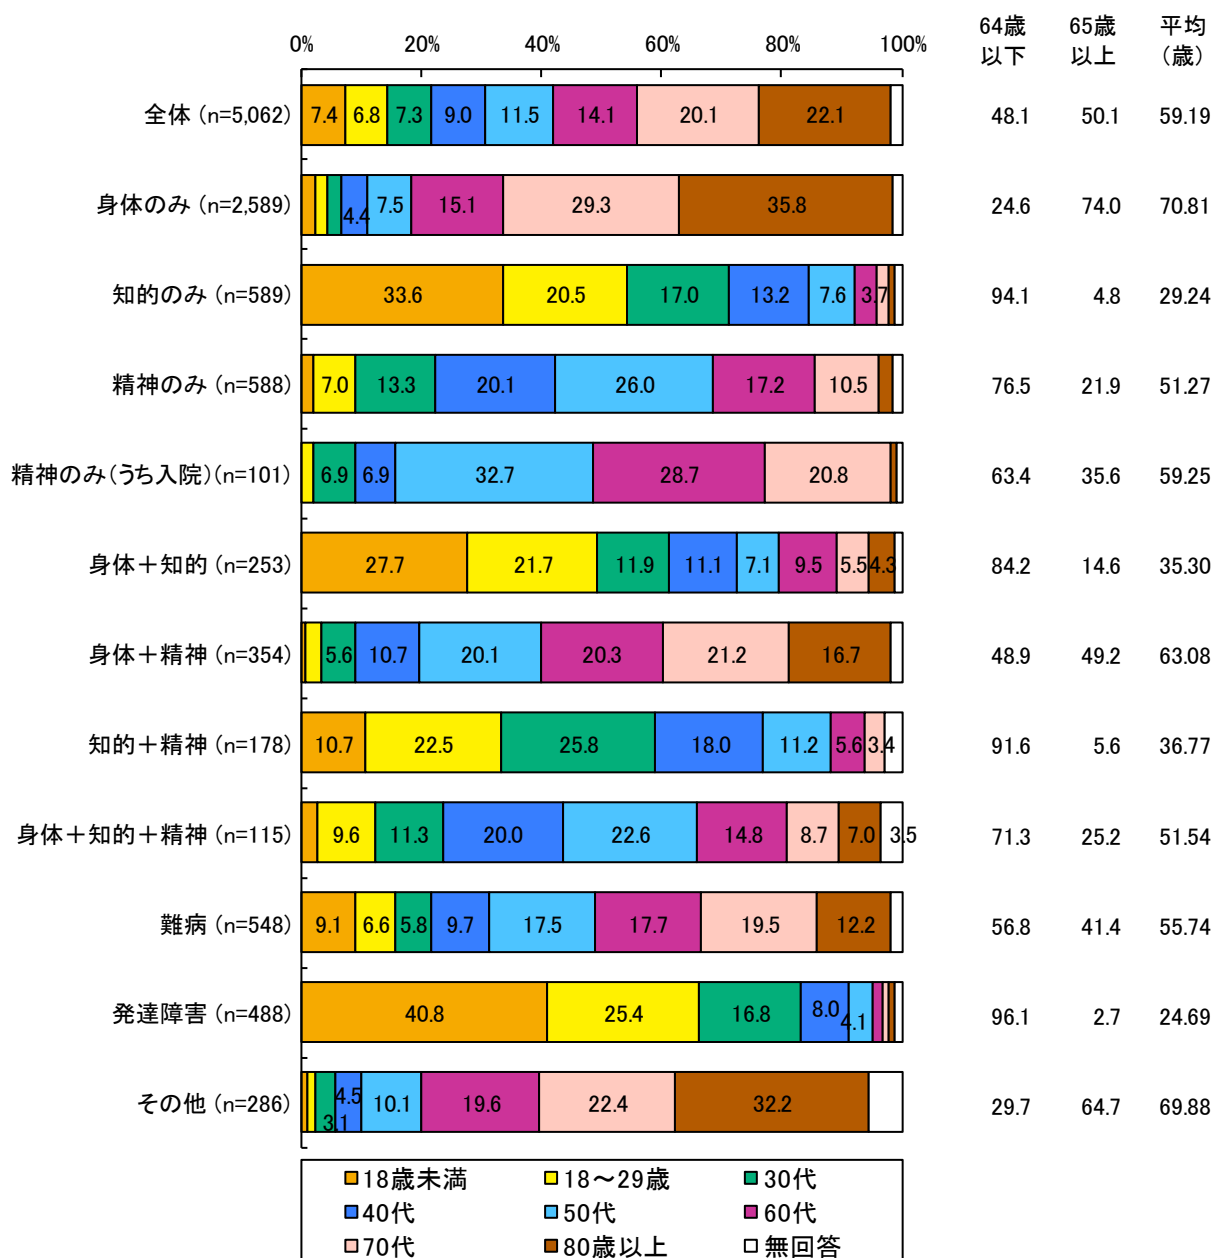 64歳 65歳 平均
0% 20% 40% 60% 80% 100% 以下 以上 （歳）
全体 (n=5,062) 7.4 6.8 7.3 9.0 11.5 14.1 20.1 22.1 48.1 50.1 59.19
身体のみ (n=2,589) 4.4 7.5 15.1 29.3 35.8 24.6 74.0 70.81
知的のみ (n=589) 33.6 20.5 17.0 13.2 7.6 3.7 94.1 4.8 29.24
精神のみ (n=588) 7.0 13.3 20.1 26.0 17.2 10.5 76.5 21.9 51.27
精神のみ（うち入院）(n=101) 6.9 6.9 32.7 28.7 20.8 63.4 35.6 59.25
身体＋知的 (n=253) 27.7 21.7 11.9 11.1 7.1 9.5 5.5 4.3 84.2 14.6 35.30
身体＋精神 (n=354) 5.6 10.7 20.1 20.3 21.2 16.7 48.9 49.2 63.08
知的＋精神 (n=178) 10.7 22.5 25.8 18.0 11.2 5.6 3.4 91.6 5.6 36.77
身体＋知的＋精神 (n=115) 9.6 11.3 20.0 22.6 14.8 8.7 7.0 3.5 71.3 25.2 51.54
難病 (n=548) 9.1 6.6 5.8 9.7 17.5 17.7 19.5 12.2 56.8 41.4 55.74
発達障害 (n=488) 40.8 25.4 16.8 8.0 4.1 96.1 2.7 24.69
その他 (n=286) 3.1 4.5 10.1 19.6 22.4 32.2 29.7 64.7 69.88
18歳未満 18～29歳 30代
40代 50代 60代
70代 80歳以上 無回答